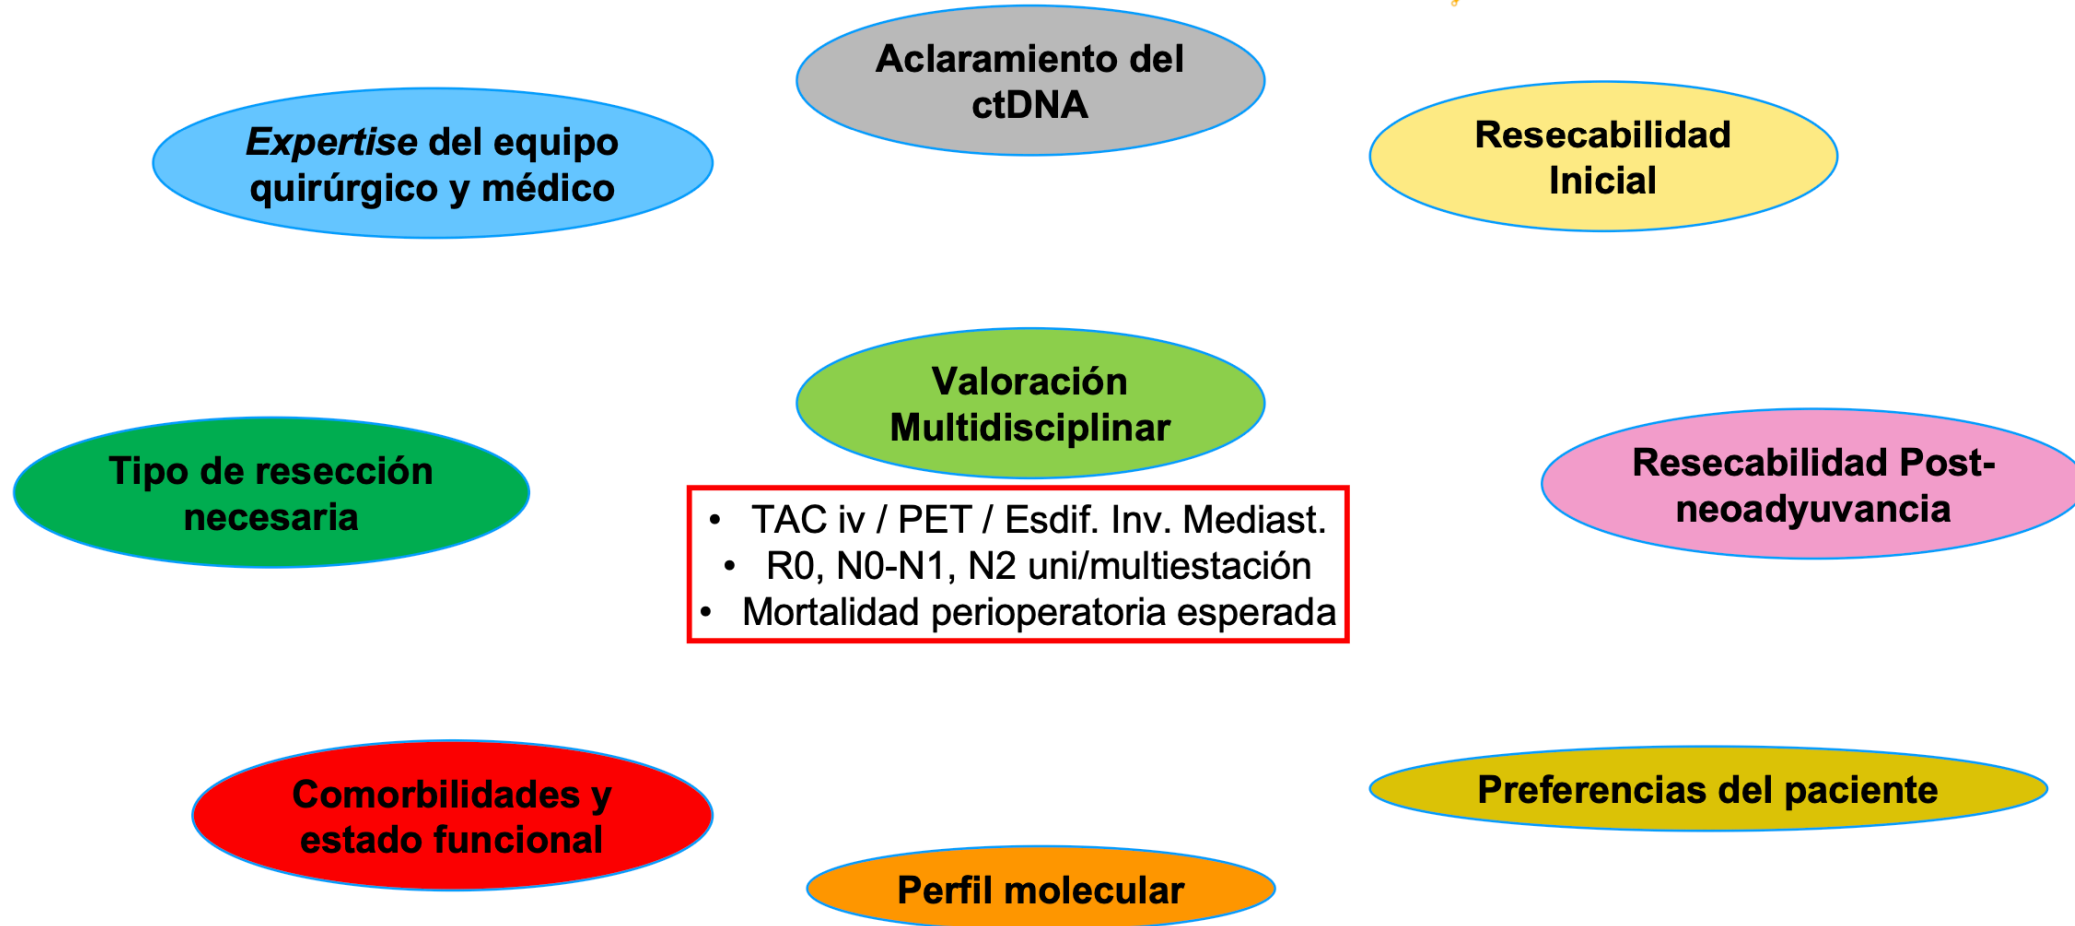 Aclaramiento del
ctDNA
Expertise del equipo
quirúrgico y médico
Resecabilidad
Inicial
Valoración
Multidisciplinar
Tipo de resección
necesaria
Resecabilidad Post-
neoadyuvancia
• TAC iv / PET / Esdif. Inv. Mediast.
• R0, N0-N1, N2 uni/multiestación
• Mortalidad perioperatoria esperada
Comorbilidades y
estado funcional
Preferencias del paciente
Perfil molecular